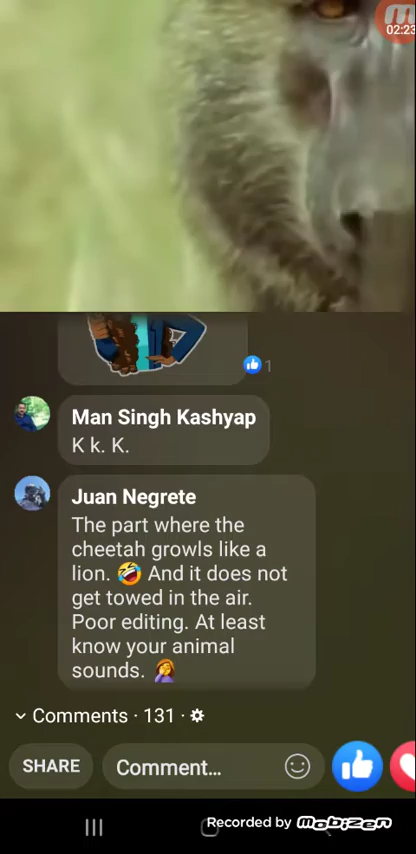 02:23
1
Man Singh Kashyap
K k. K.
Juan Negrete
The part where the
cheetah growls like a
lion. 🤣 And it does not
get towed in the air.
Poor editing. At least
know your animal
sounds. 🤦‍♀️
Comments · 131 ·
SHARE
Comment...
Recorded by mobizen